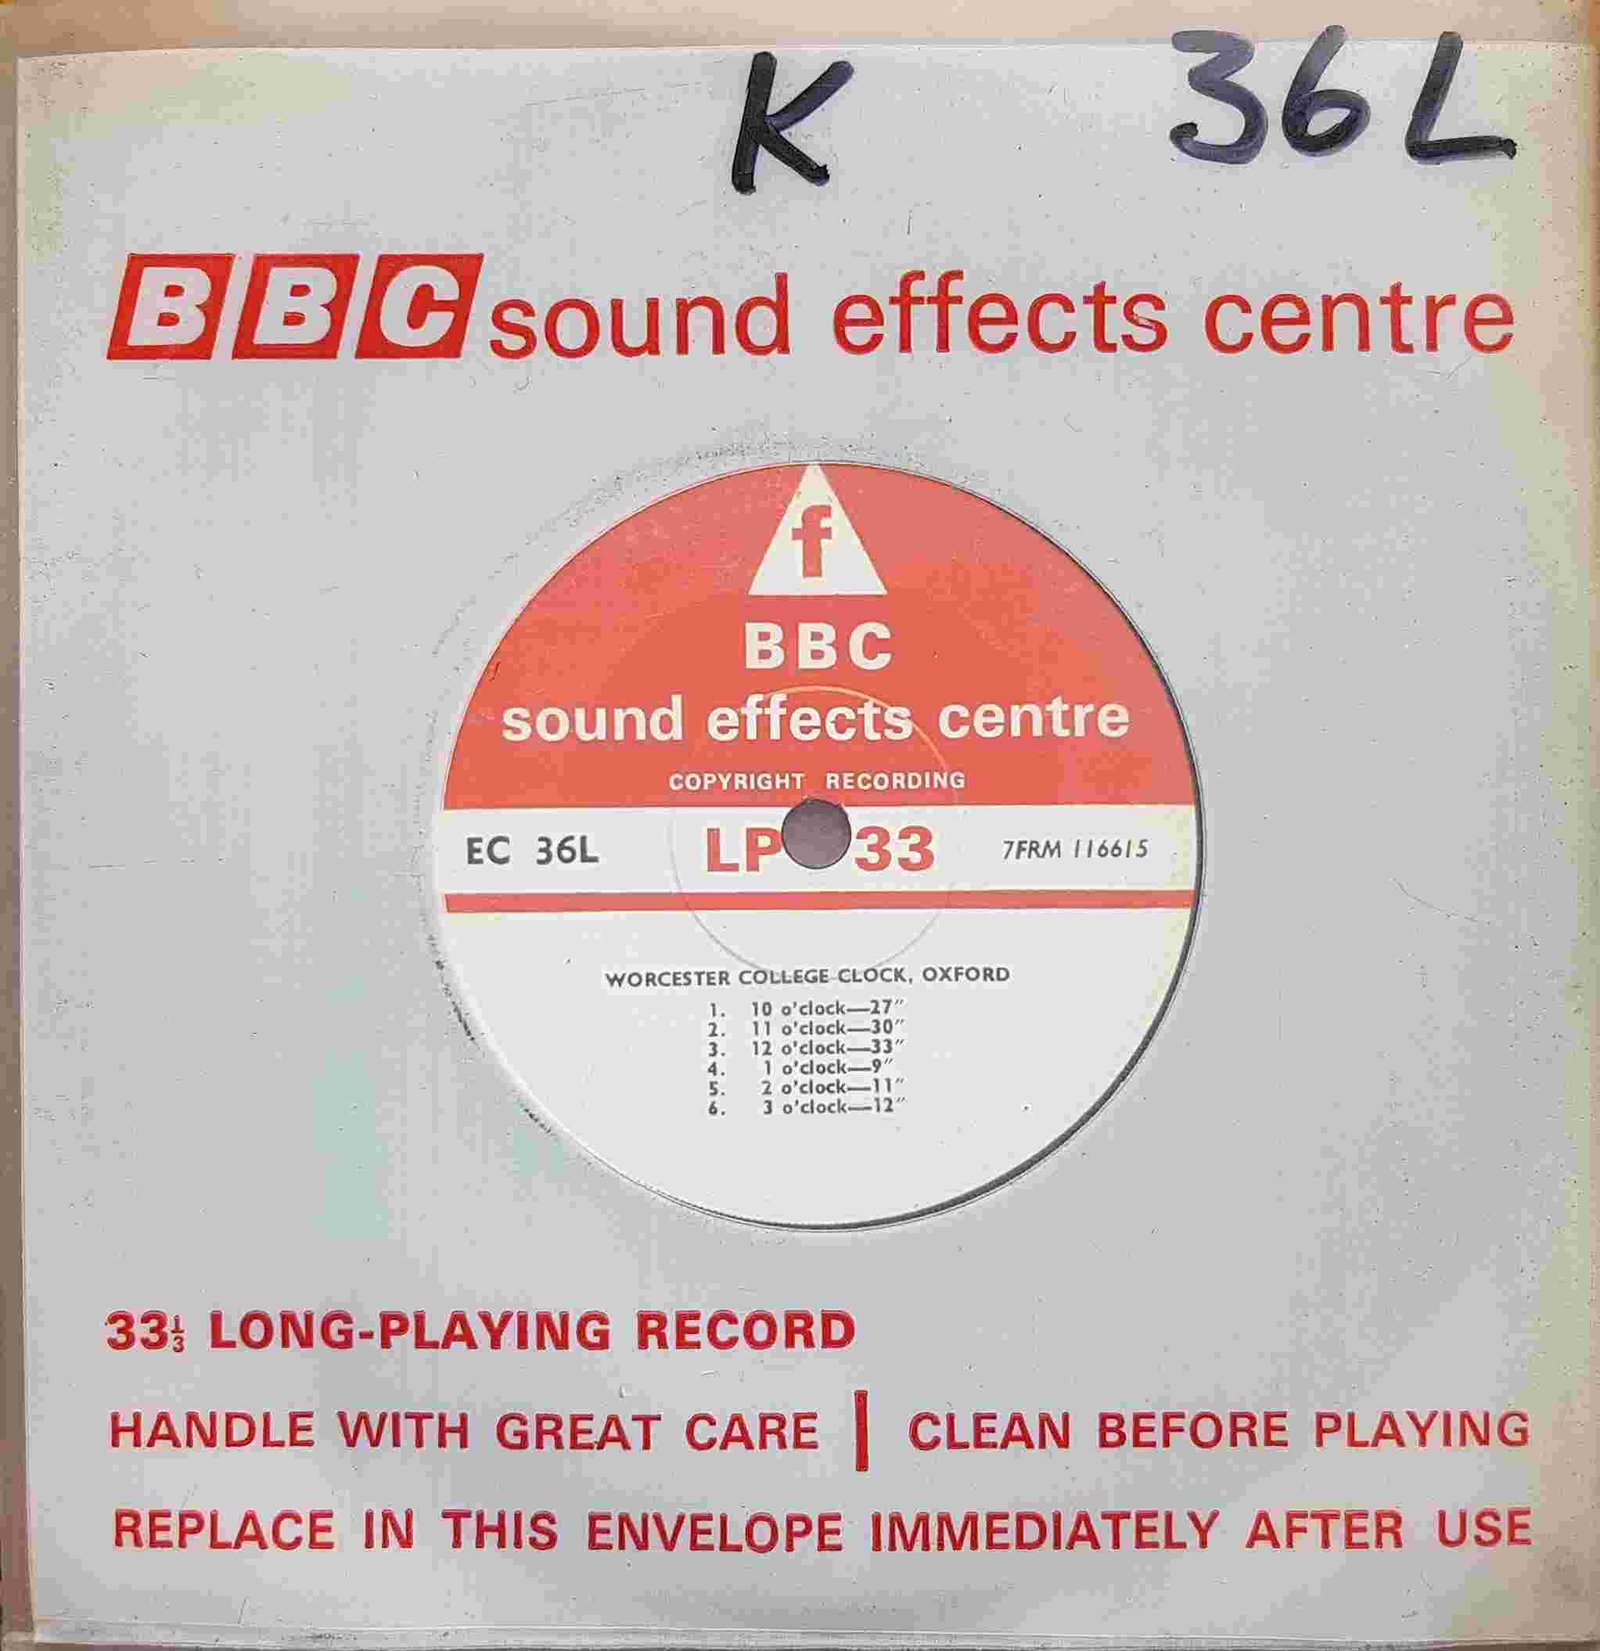 K 36L
BBC sound effects centre
f
BBC
sound effects centre
COPYRIGHT RECORDING
EC 36L LP 33 7FRM 116615
WORCESTER COLLEGE CLOCK, OXFORD
1. 10 o'clock—27"
2. 11 o'clock—30"
3. 12 o'clock—33"
4. 1 o'clock—9"
5. 2 o'clock—11"
6. 3 o'clock—12"
33⅓ LONG-PLAYING RECORD
HANDLE WITH GREAT CARE | CLEAN BEFORE PLAYING
REPLACE IN THIS ENVELOPE IMMEDIATELY AFTER USE